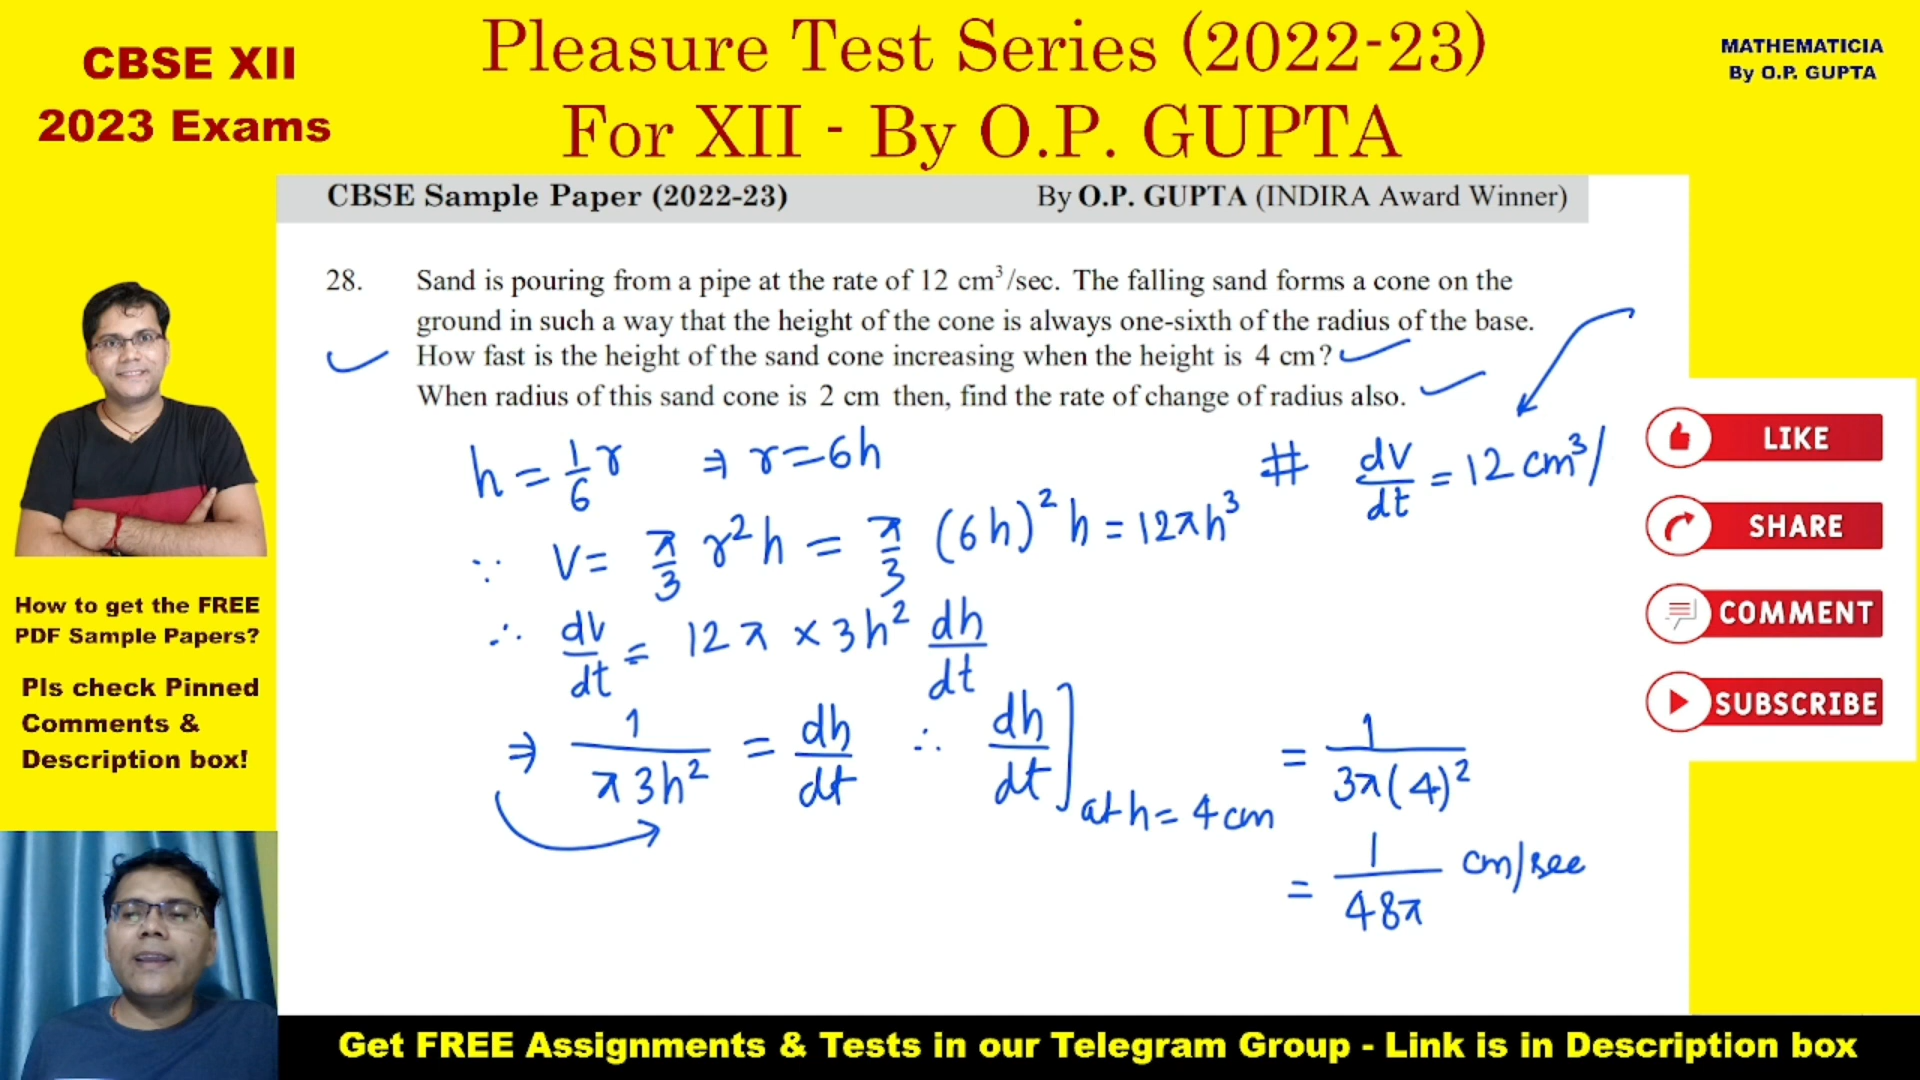 CBSE XII
2023 Exams
Pleasure Test Series (2022-23)
For XII - By O.P. GUPTA
MATHEMATICIA
By O.P. GUPTA
CBSE Sample Paper (2022-23) By O.P. GUPTA (INDIRA Award Winner)
28. Sand is pouring from a pipe at the rate of 12 cm³/sec. The falling sand forms a cone on the
ground in such a way that the height of the cone is always one-sixth of the radius of the base.
How fast is the height of the sand cone increasing when the height is 4 cm?
When radius of this sand cone is 2 cm then, find the rate of change of radius also.
h = 1/6 r ⇒ r = 6h # dv/dt = 12 cm³/
∵ V = π/3 r²h = π/3 (6h)² h = 12πh³
∴ dv/dt = 12π × 3h² dh/dt
⇒ 1/π3h² = dh/dt ∴ dh/dt] at h = 4 cm = 1/3π(4)²
= 1/48π cm/sec
How to get the FREE
PDF Sample Papers?
Pls check Pinned
Comments &
Description box!
LIKE
SHARE
COMMENT
SUBSCRIBE
Get FREE Assignments & Tests in our Telegram Group - Link is in Description box